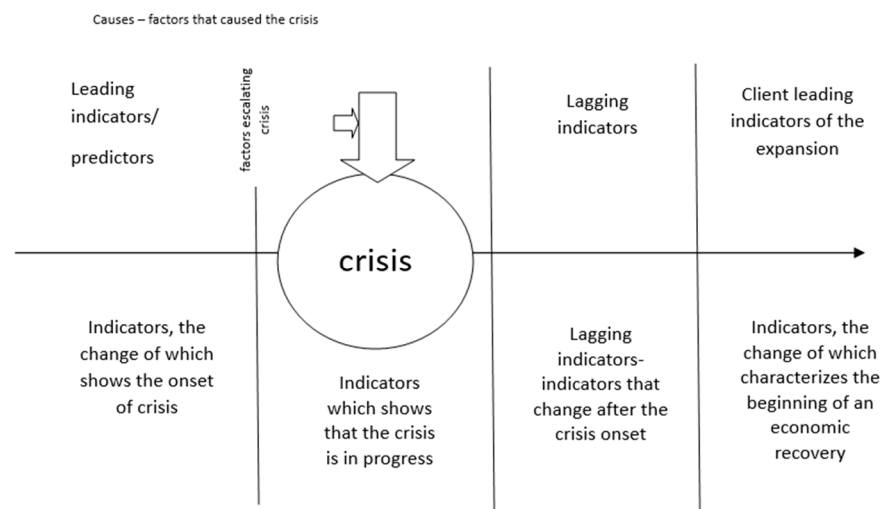 Causes – factors that caused the crisis
Leading
indicators/
predictors
factors escalating
crisis
Lagging
indicators
Client leading
indicators of the
expansion
crisis
Indicators, the
change of which
shows the onset
of crisis
Indicators
which shows
that the crisis
is in progress
Lagging
indicators-
indicators that
change after the
crisis onset
Indicators, the
change of which
characterizes the
beginning of an
economic
recovery